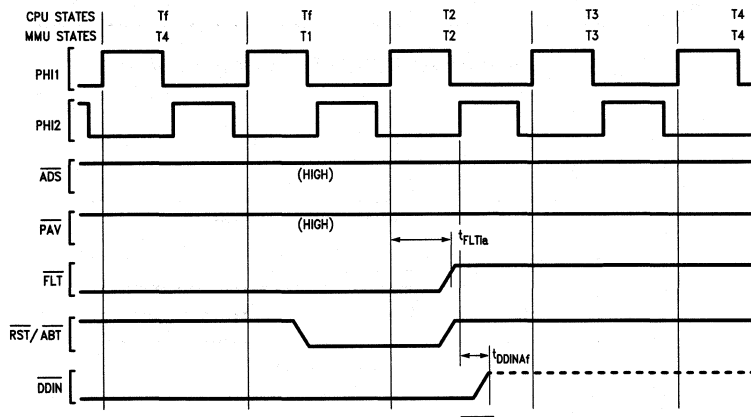 CPU STATES Tf Tf T2 T3 T4
MMU STATES T4 T1 T2 T3 T4
PHI1
PHI2
ADS (HIGH)
PAV (HIGH)
tFLTIa
FLT
RST/ABT
tDDINAf
DDIN